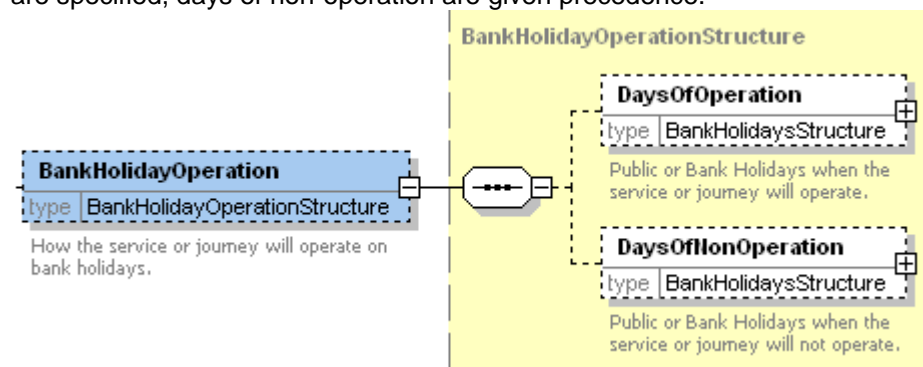 are specified, days of non-operation are given precedence.
BankHolidayOperationStructure
DaysOfOperation
type BankHolidaysStructure
Public or Bank Holidays when the
service or journey will operate.
BankHolidayOperation
type BankHolidayOperationStructure
How the service or journey will operate on
bank holidays.
DaysOfNonOperation
type BankHolidaysStructure
Public or Bank Holidays when the
service or journey will not operate.